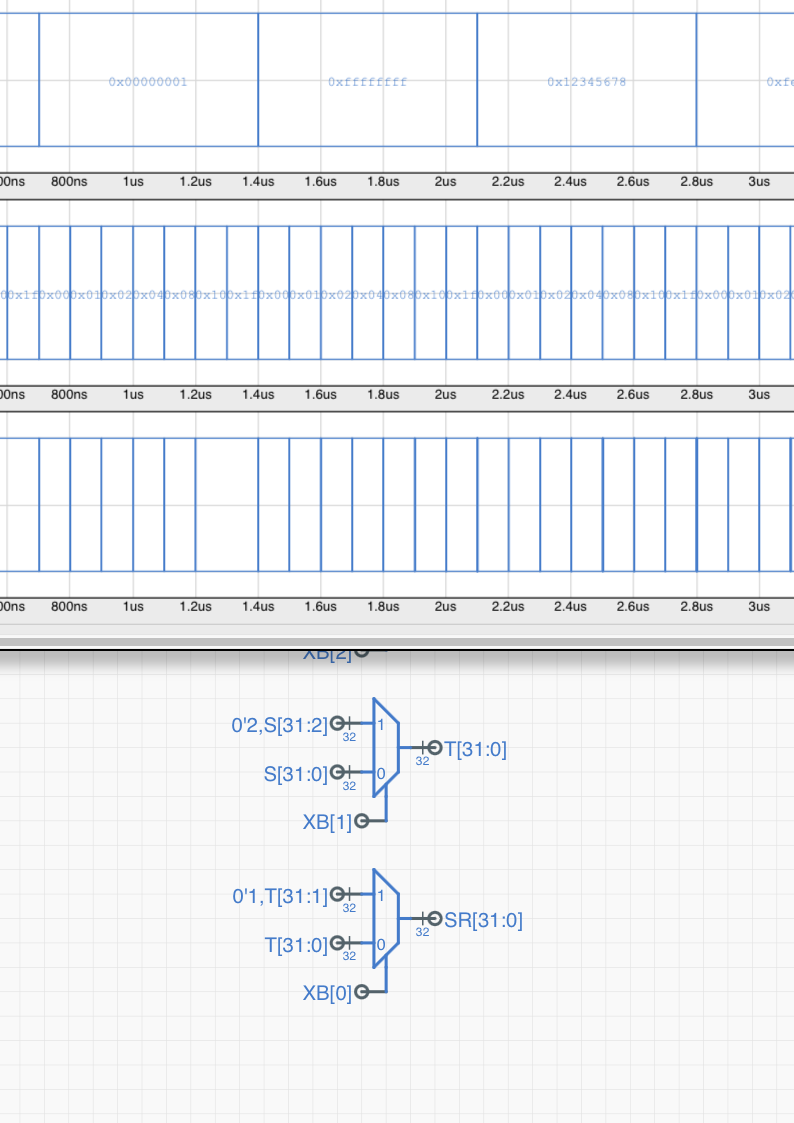 0x00000001 0xffffffff 0x12345678 0xfe
00ns 800ns 1us 1.2us 1.4us 1.6us 1.8us 2us 2.2us 2.4us 2.6us 2.8us 3us
0x1f 0x00 0x01 0x02 0x04 0x08 0x10 0x1f 0x00 0x01 0x02 0x04 0x08 0x10 0x1f 0x00 0x01 0x02 0x04 0x08 0x10 0x1f 0x00 0x01 0x02
00ns 800ns 1us 1.2us 1.4us 1.6us 1.8us 2us 2.2us 2.4us 2.6us 2.8us 3us
00ns 800ns 1us 1.2us 1.4us 1.6us 1.8us 2us 2.2us 2.4us 2.6us 2.8us 3us
XB[2]
0'2,S[31:2] 32 1
32 T[31:0]
S[31:0] 32 0
XB[1]
0'1,T[31:1] 32 1
32 SR[31:0]
T[31:0] 32 0
XB[0]